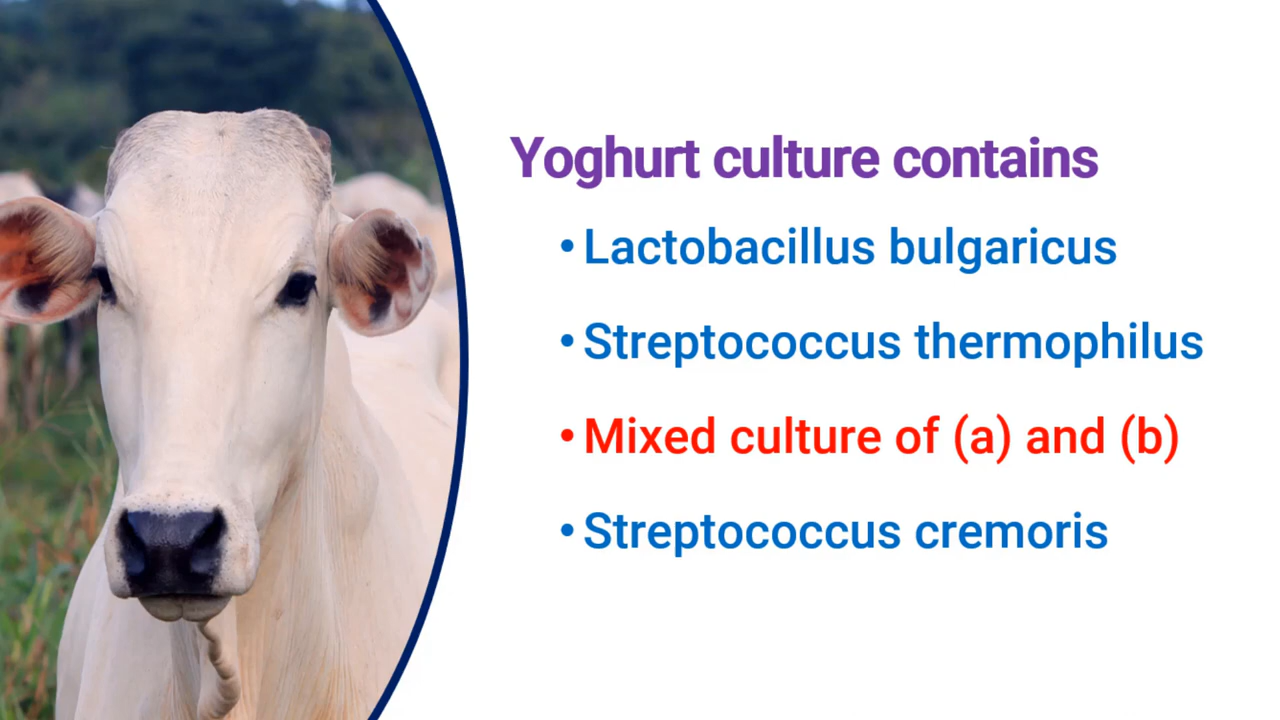 Yoghurt culture contains
• Lactobacillus bulgaricus
• Streptococcus thermophilus
• Mixed culture of (a) and (b)
• Streptococcus cremoris